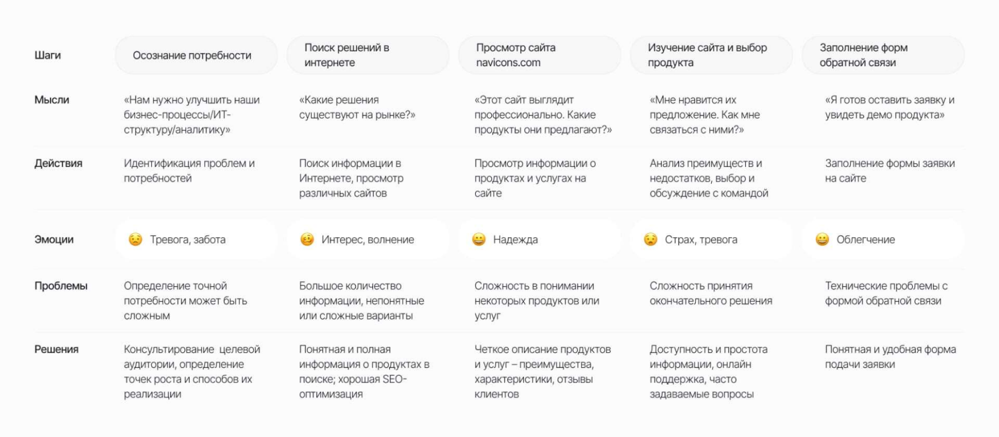 Шаги
Осознание потребности
Поиск решений в
интернете
Просмотр сайта
navicons.com
Изучение сайта и выбор
продукта
Заполнение форм
обратной связи
Мысли
«Нам нужно улучшить наши
бизнес-процессы/ИТ-
структуру/аналитику»
«Какие решения
существуют на рынке?»
«Этот сайт выглядит
профессионально. Какие
продукты они предлагают?»
«Мне нравится их
предложение. Как мне
связаться с ними?»
«Я готов оставить заявку и
увидеть демо продукта»
Действия
Идентификация проблем и
потребностей
Поиск информации в
Интернете, просмотр
различных сайтов
Просмотр информации о
продуктах и услугах на
сайте
Анализ преимуществ и
недостатков, выбор и
обсуждение с командой
Заполнение формы заявки
на сайте
Эмоции
😟 Тревога, забота
🥴 Интерес, волнение
😀 Надежда
😧 Страх, тревога
😀 Облегчение
Проблемы
Определение точной
потребности может быть
сложным
Большое количество
информации, непонятные
или сложные варианты
Сложность в понимании
некоторых продуктов или
услуг
Сложность принятия
окончательного решения
Технические проблемы с
формой обратной связи
Решения
Консультирование целевой
аудитории, определение
точек роста и способов их
реализации
Понятная и полная
информация о продуктах в
поиске; хорошая SEO-
оптимизация
Четкое описание продуктов
и услуг – преимущества,
характеристики, отзывы
клиентов
Доступность и простота
информации, онлайн
поддержка, часто
задаваемые вопросы
Понятная и удобная форма
подачи заявки